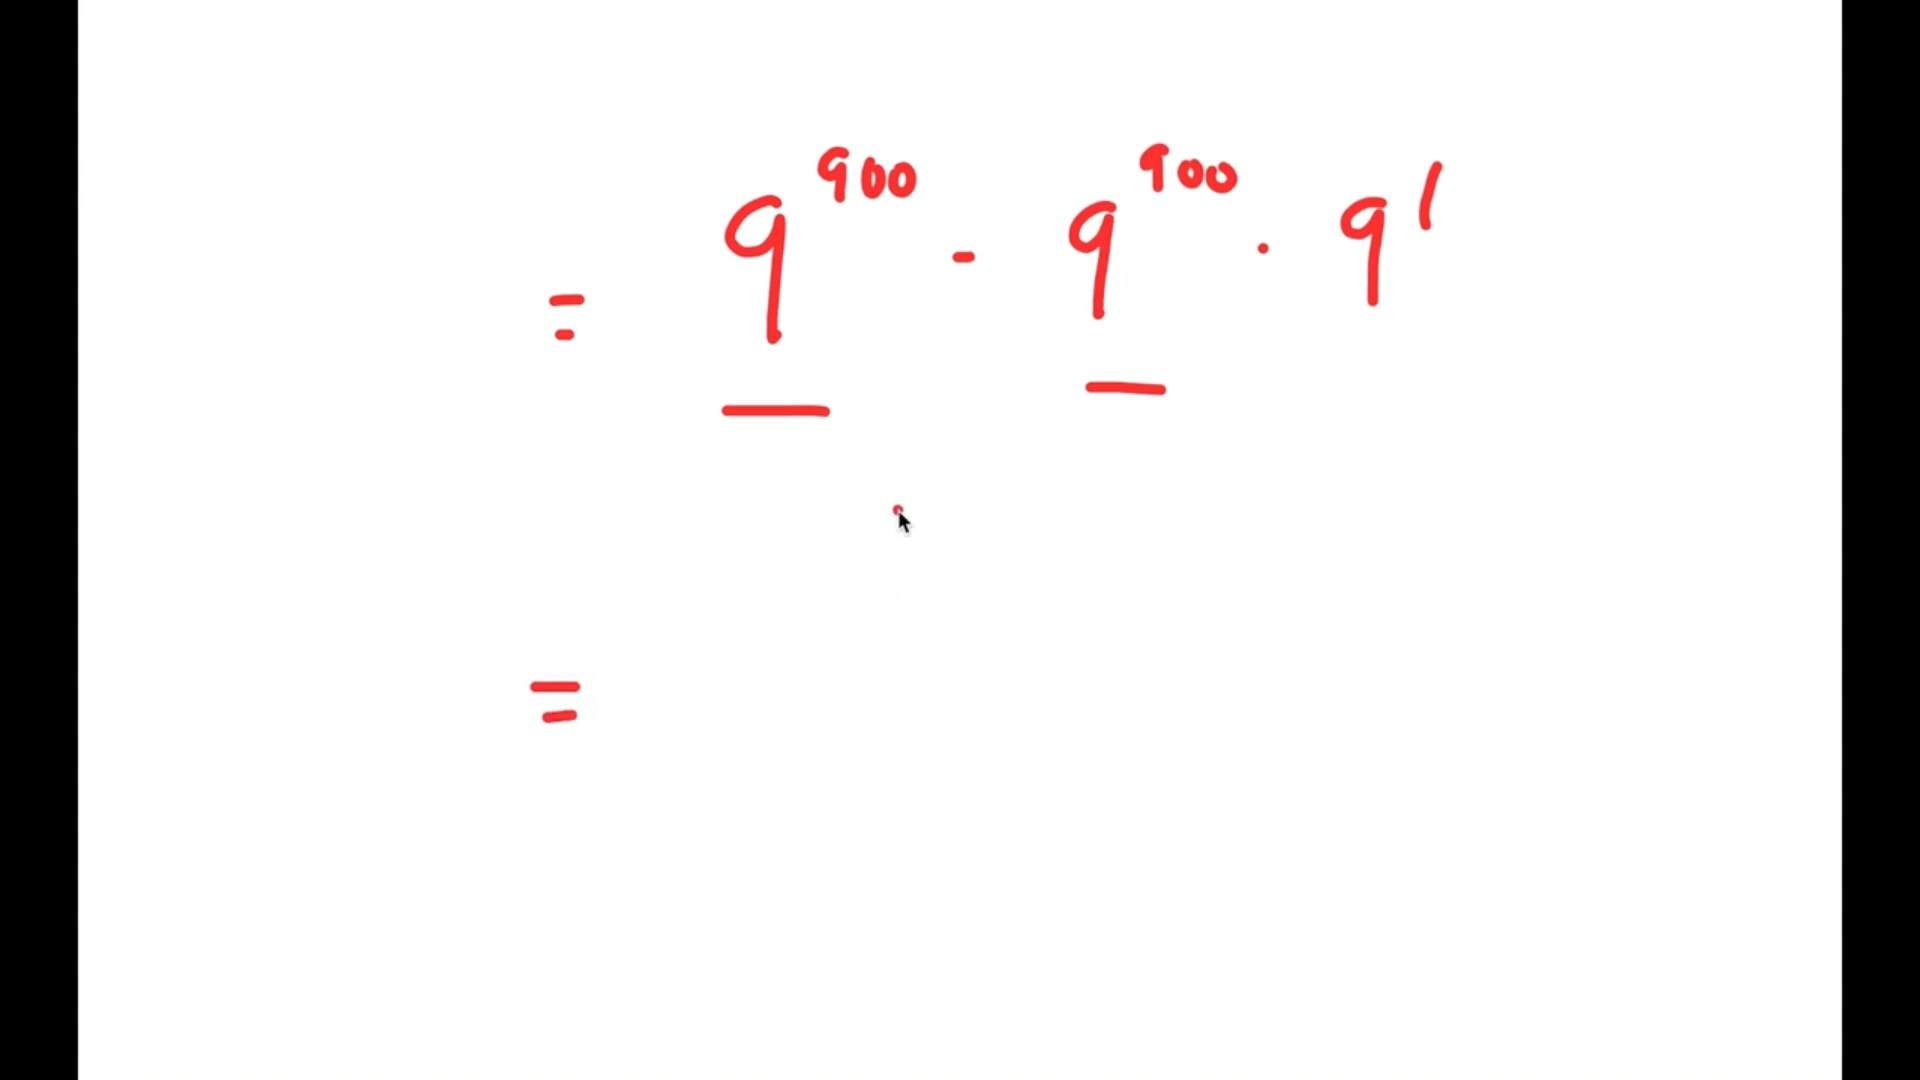 = 9^900 - 9^900 · 9^1
=